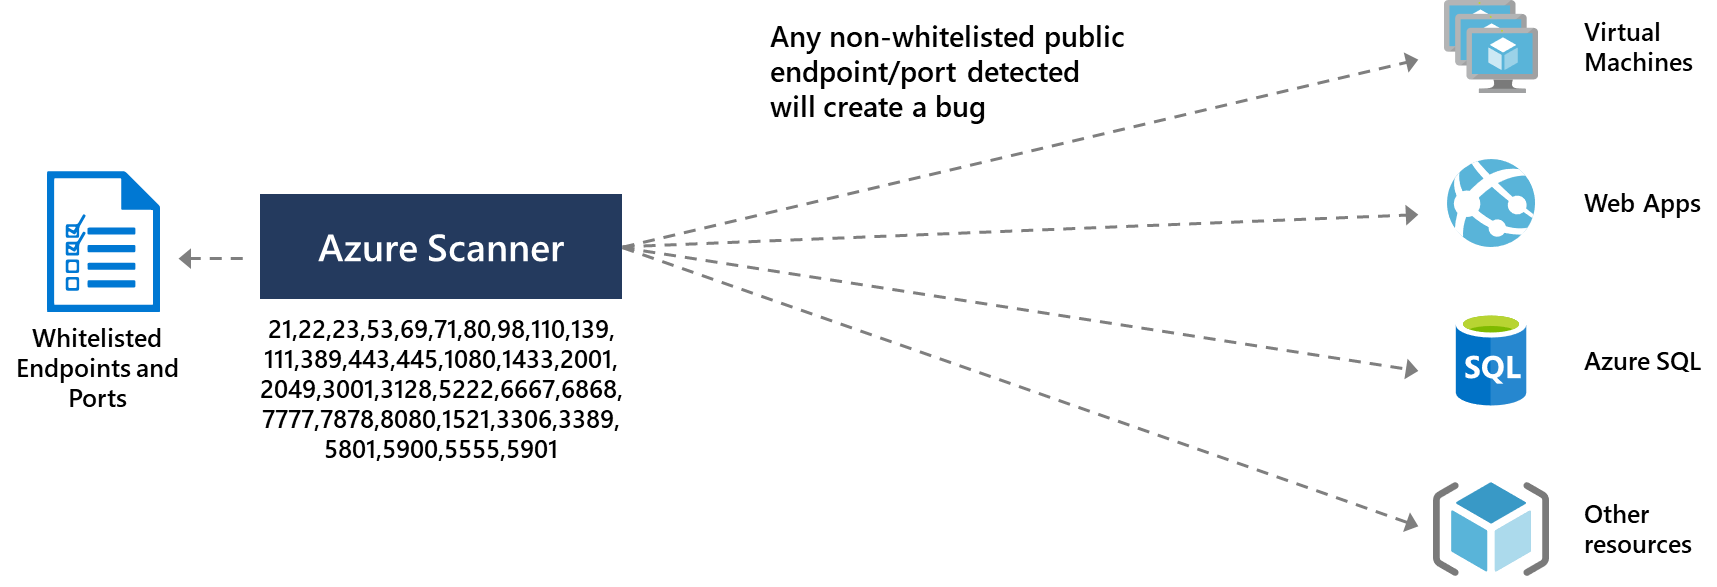 Any non-whitelisted public
endpoint/port detected
will create a bug
Virtual
Machines
Web Apps
Azure Scanner
21,22,23,53,69,71,80,98,110,139,
111,389,443,445,1080,1433,2001,
2049,3001,3128,5222,6667,6868,
7777,7878,8080,1521,3306,3389,
5801,5900,5555,5901
Whitelisted
Endpoints and
Ports
SQL
Azure SQL
Other
resources